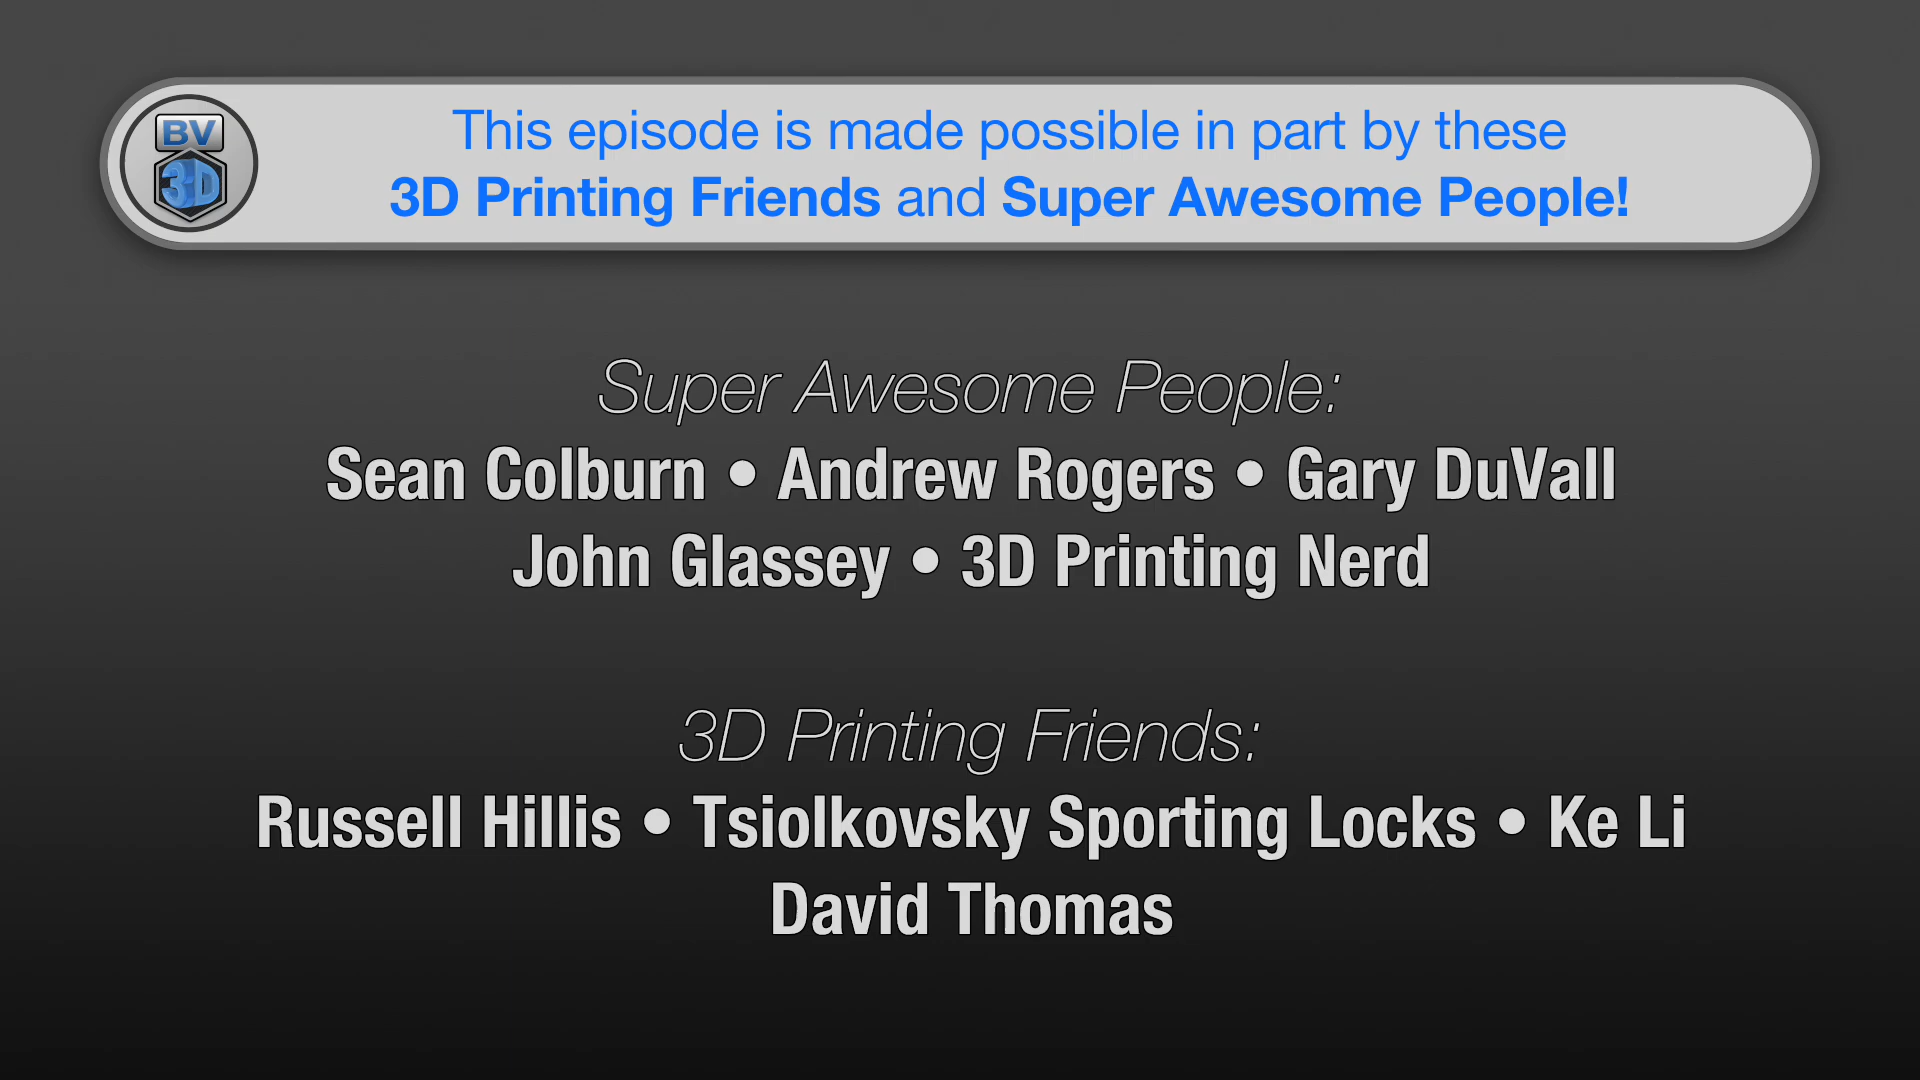 BV
3D
This episode is made possible in part by these
3D Printing Friends and Super Awesome People!
Super Awesome People:
Sean Colburn • Andrew Rogers • Gary DuVall
John Glassey • 3D Printing Nerd
3D Printing Friends:
Russell Hillis • Tsiolkovsky Sporting Locks • Ke Li
David Thomas